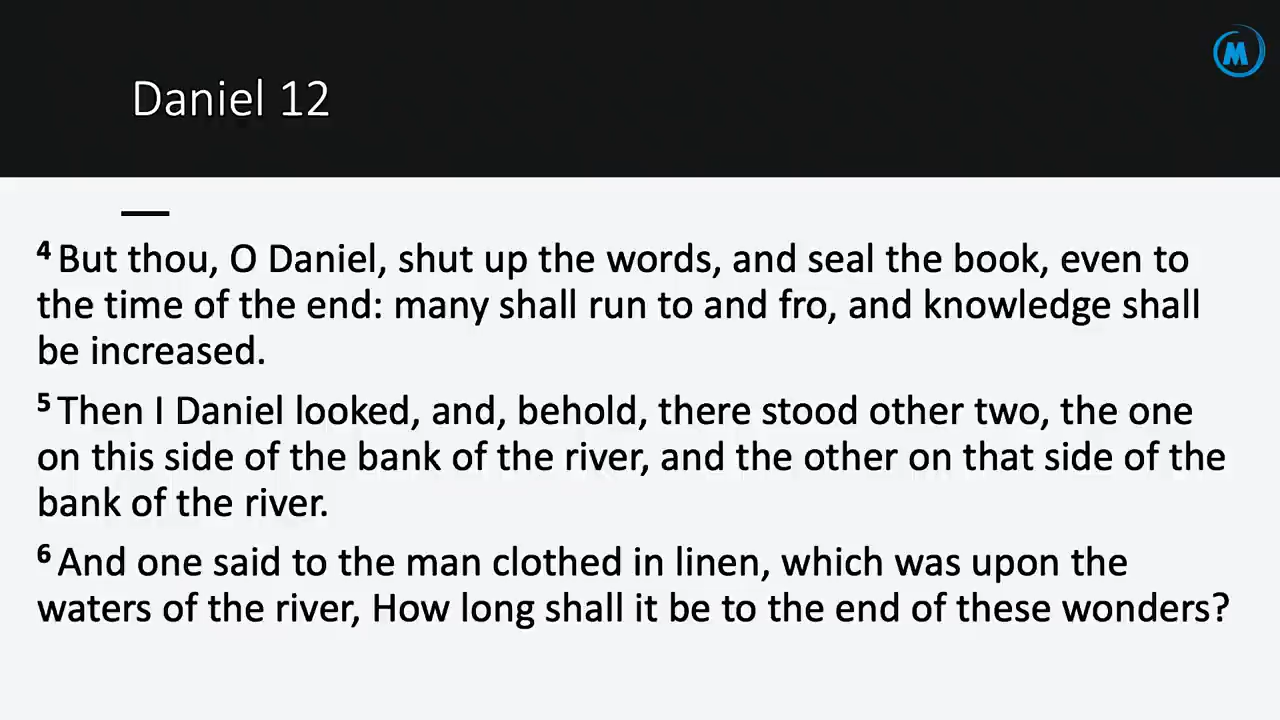 M
Daniel 12
4 But thou, O Daniel, shut up the words, and seal the book, even to
the time of the end: many shall run to and fro, and knowledge shall
be increased.
5 Then I Daniel looked, and, behold, there stood other two, the one
on this side of the bank of the river, and the other on that side of the
bank of the river.
6 And one said to the man clothed in linen, which was upon the
waters of the river, How long shall it be to the end of these wonders?